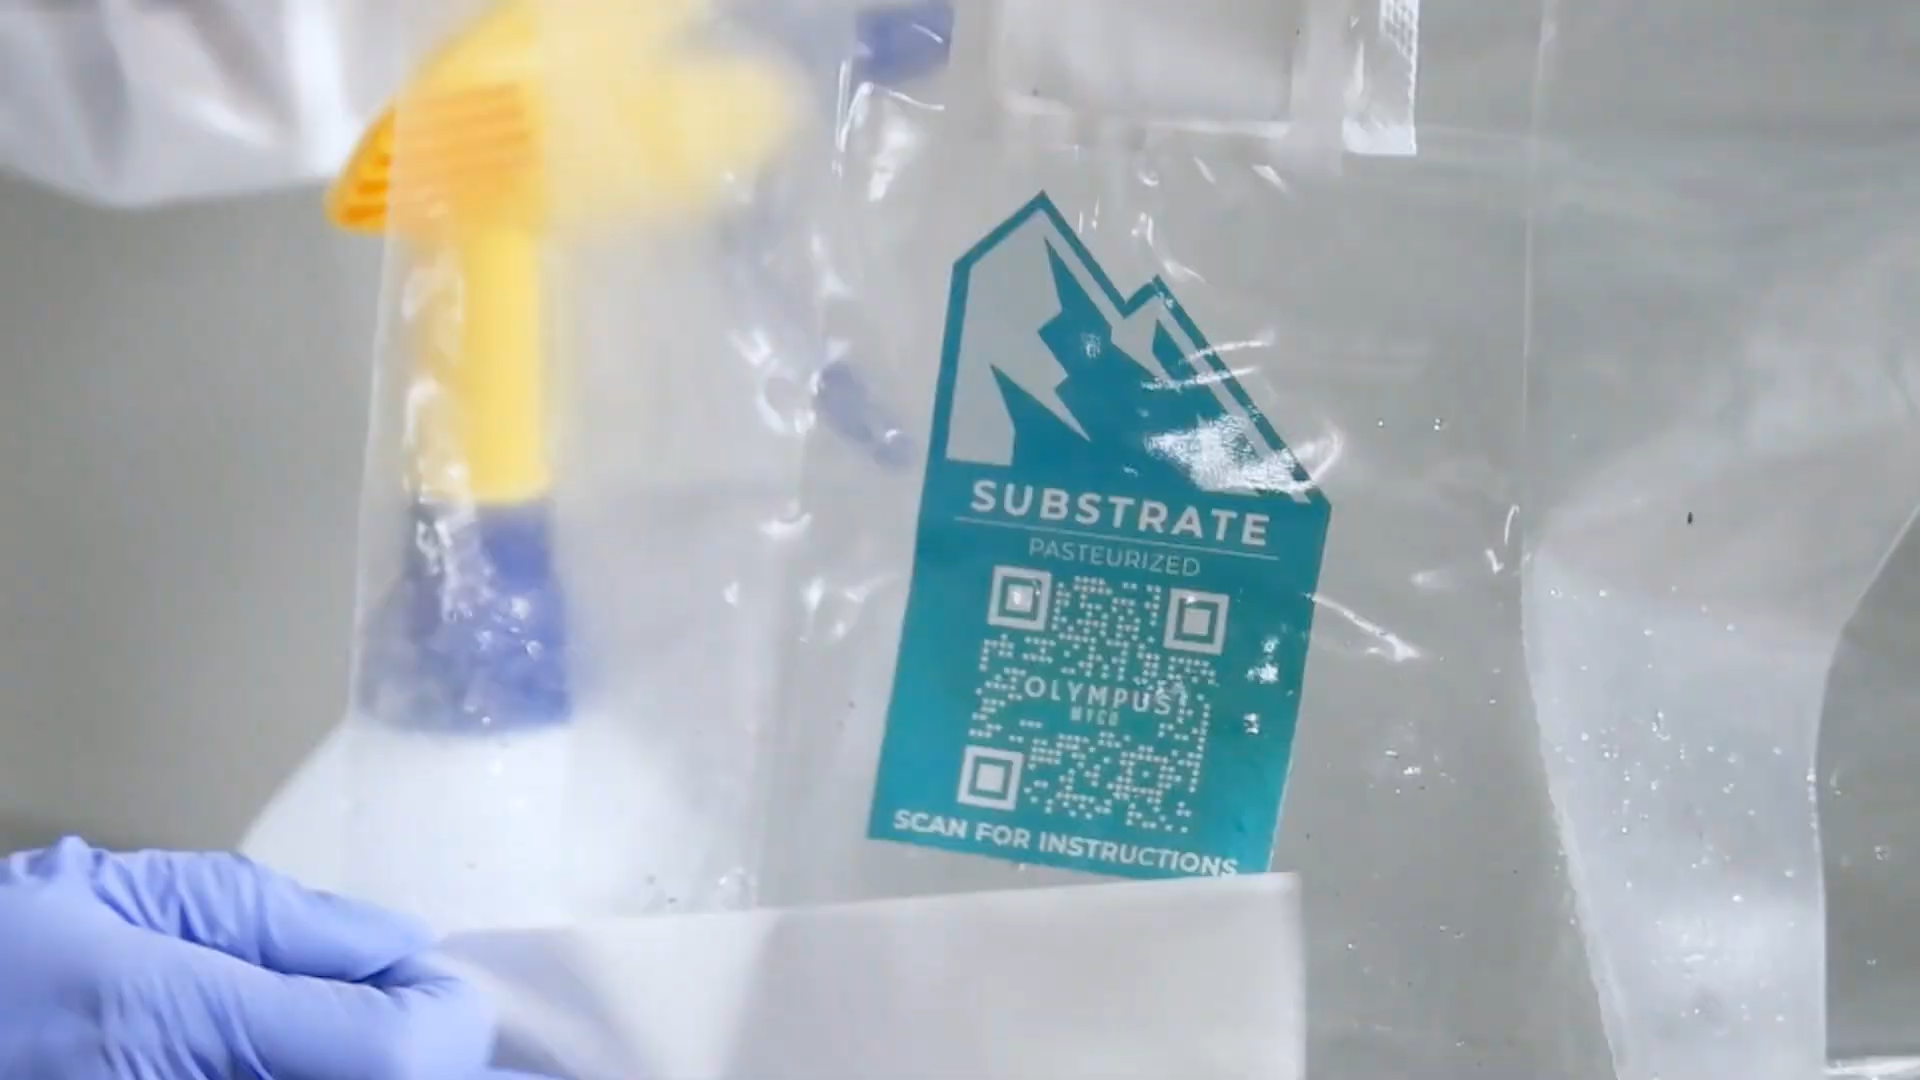 SUBSTRATE
PASTEURIZED
OLYMPUS
MYCO
SCAN FOR INSTRUCTIONS